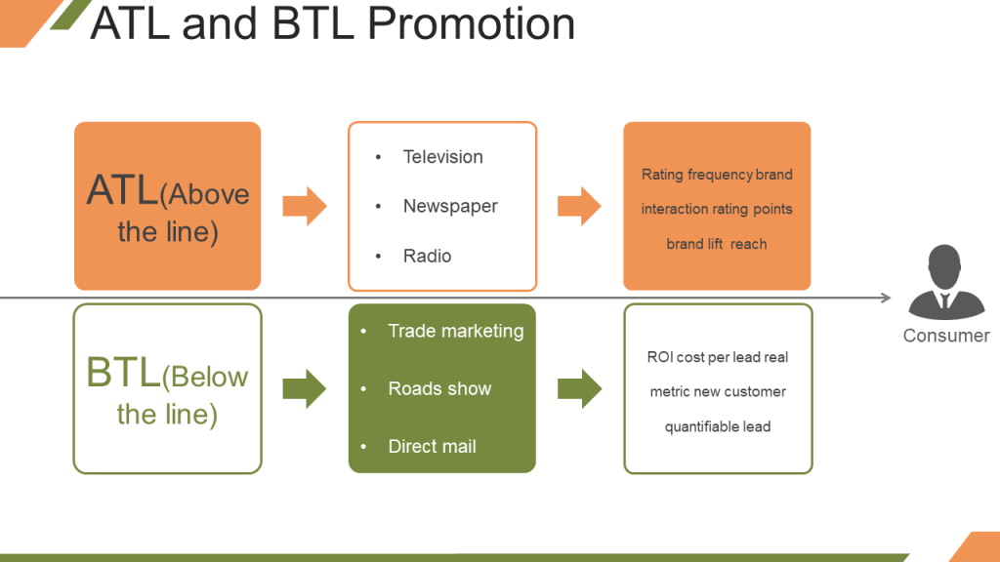 ATL and BTL Promotion
ATL(Above
the line)
• Television
• Newspaper
• Radio
Rating frequency brand
interaction rating points
brand lift reach
BTL(Below
the line)
• Trade marketing
• Roads show
• Direct mail
ROI cost per lead real
metric new customer
quantifiable lead
Consumer